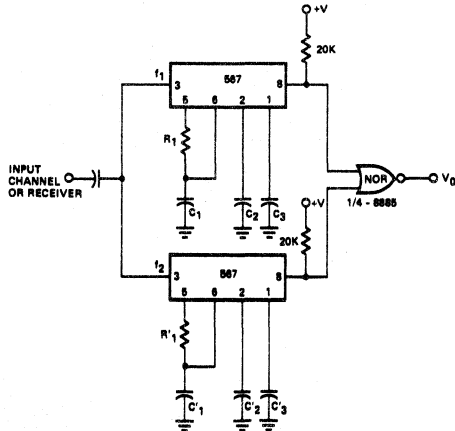 +V
20K
f1
567
3
8
5
6
2
1
R1
C1
C2
C3
INPUT
CHANNEL
OR RECEIVER
NOR
VO
1/4 - 8885
+V
20K
f2
567
3
8
5
6
2
1
R'1
C'1
C'2
C'3